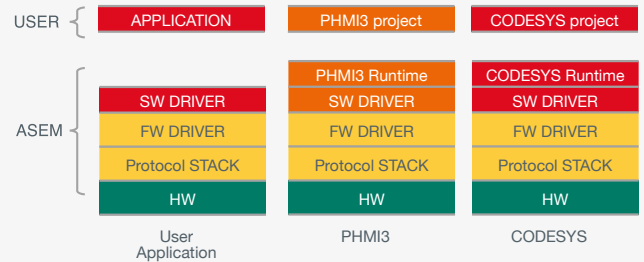 USER
APPLICATION
PHMI3 project
CODESYS project
ASEM
PHMI3 Runtime
CODESYS Runtime
SW DRIVER
SW DRIVER
SW DRIVER
FW DRIVER
FW DRIVER
FW DRIVER
Protocol STACK
Protocol STACK
Protocol STACK
HW
HW
HW
User
Application
PHMI3
CODESYS